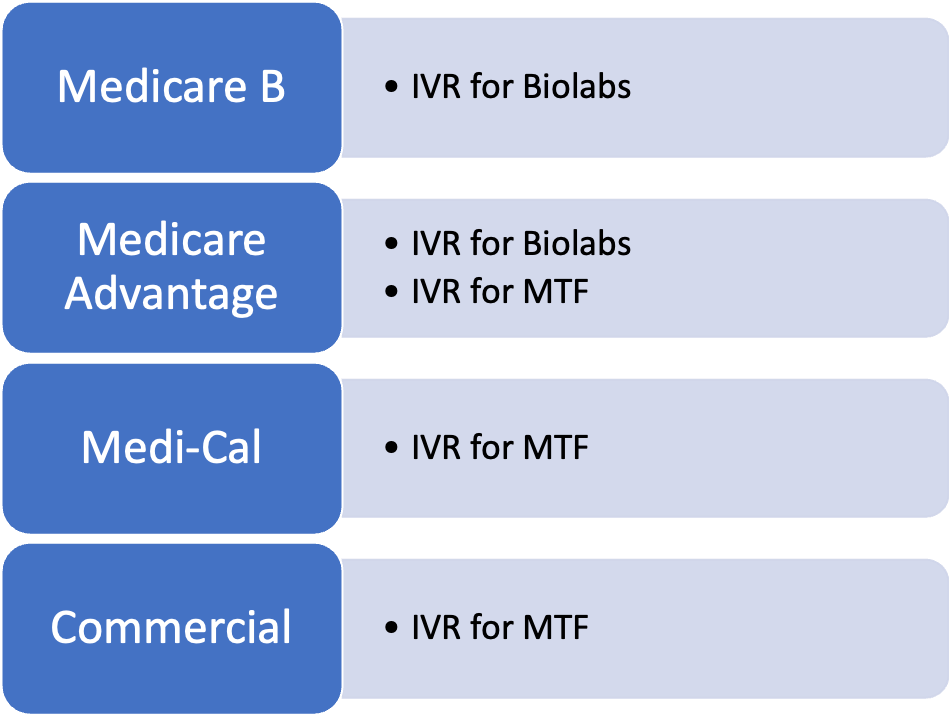 Medicare B
• IVR for Biolabs
Medicare
Advantage
• IVR for Biolabs
• IVR for MTF
Medi-Cal
• IVR for MTF
Commercial
• IVR for MTF